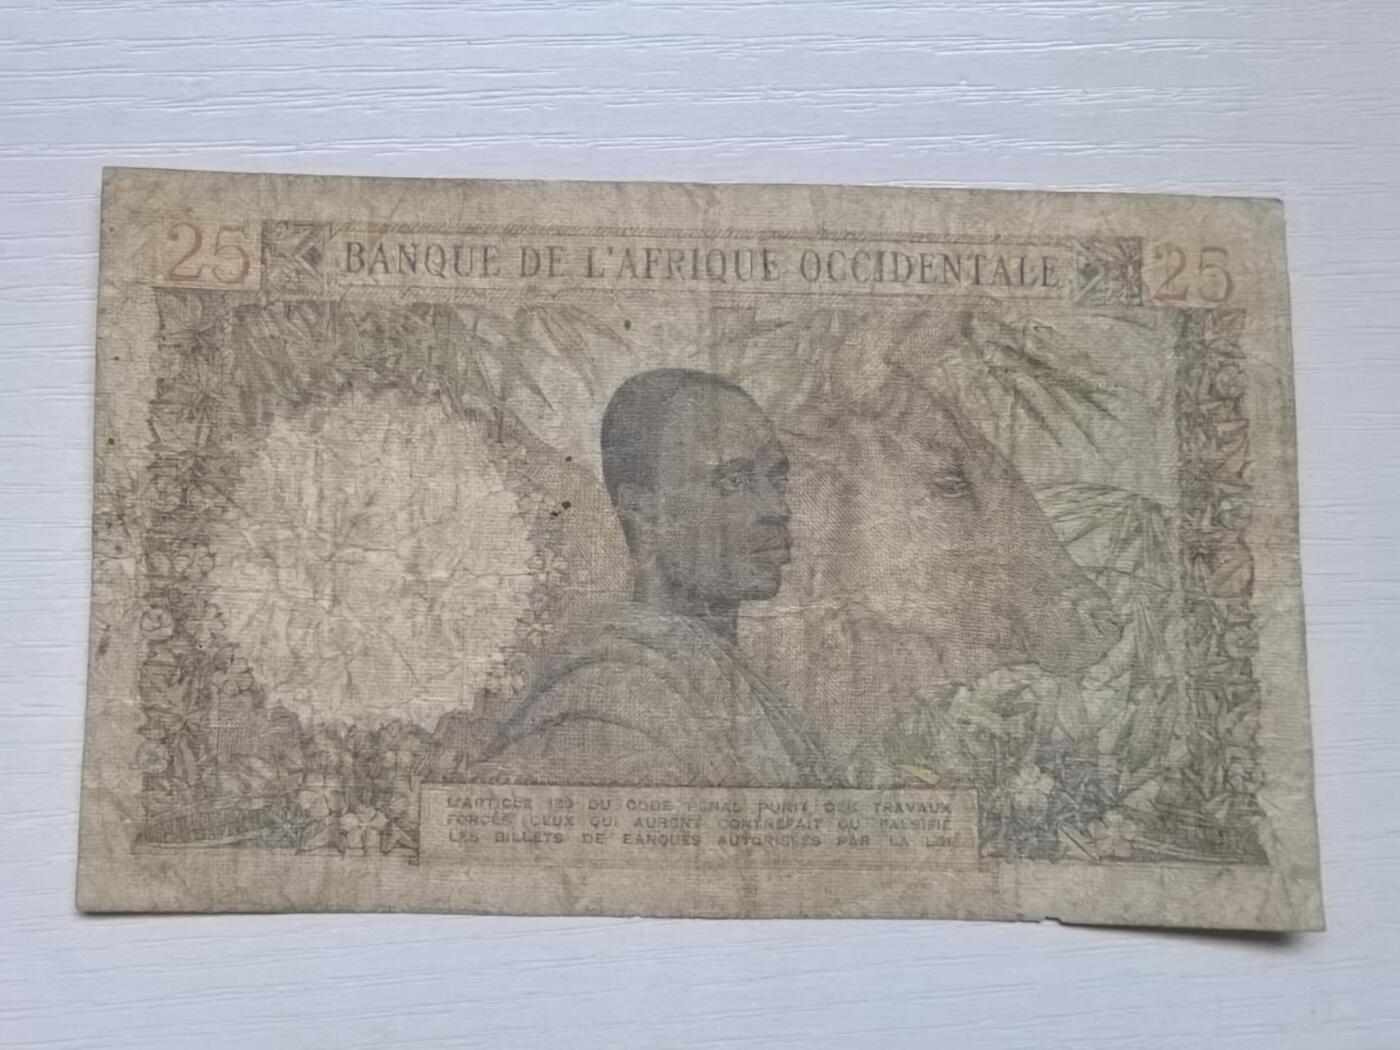 25 BANQUE DE L'AFRIQUE OCCIDENTALE 25
L'ARTICLE 139 DU CODE PENAL PUNIT DES TRAVAUX
FORCÉS CEUX QUI AURONT CONTREFAIT OU FALSIFIÉ
LES BILLETS DE BANQUES AUTORISÉES PAR LA LOI